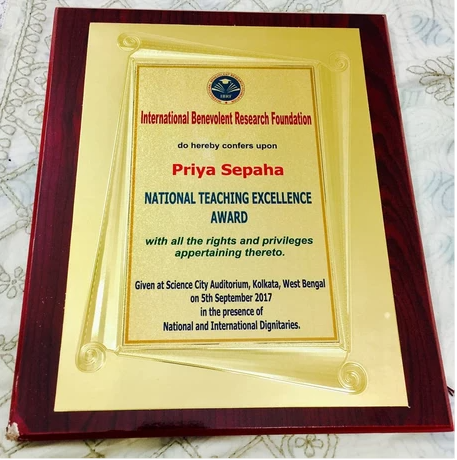 International Benevolent Research Foundation
do hereby confers upon
Priya Sepaha
NATIONAL TEACHING EXCELLENCE
AWARD
with all the rights and privileges
appertaining thereto.
Given at Science City Auditorium, Kolkata, West Bengal
on 5th September 2017
in the presence of
National and International Dignitaries.